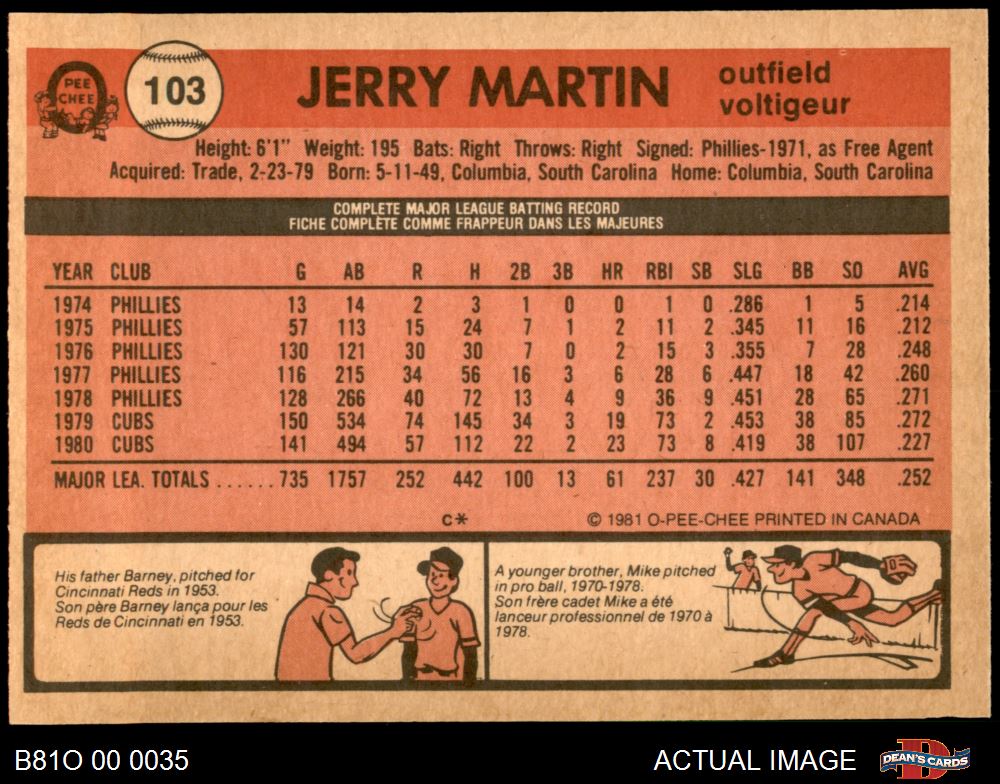 PEE
CHEE
103
JERRY MARTIN
outfield
voltigeur
Height: 6'1" Weight: 195 Bats: Right Throws: Right Signed: Phillies-1971, as Free Agent
Acquired: Trade, 2-23-79 Born: 5-11-49, Columbia, South Carolina Home: Columbia, South Carolina
COMPLETE MAJOR LEAGUE BATTING RECORD
FICHE COMPLÈTE COMME FRAPPEUR DANS LES MAJEURES
YEAR CLUB G AB R H 2B 3B HR RBI SB SLG BB SO AVG
1974 PHILLIES 13 14 2 3 1 0 0 1 0 .286 1 5 .214
1975 PHILLIES 57 113 15 24 7 1 2 11 2 .345 11 16 .212
1976 PHILLIES 130 121 30 30 7 0 2 15 3 .355 7 28 .248
1977 PHILLIES 116 215 34 56 16 3 6 28 6 .447 18 42 .260
1978 PHILLIES 128 266 40 72 13 4 9 36 9 .451 28 65 .271
1979 CUBS 150 534 74 145 34 3 19 73 2 .453 38 85 .272
1980 CUBS 141 494 57 112 22 2 23 73 8 .419 38 107 .227
MAJOR LEA. TOTALS ...... 735 1757 252 442 100 13 61 237 30 .427 141 348 .252
C* © 1981 O-PEE-CHEE PRINTED IN CANADA
His father Barney, pitched for
Cincinnati Reds in 1953.
Son père Barney lança pour les
Reds de Cincinnati en 1953.
A younger brother, Mike pitched
in pro ball, 1970-1978.
Son frère cadet Mike a été
lanceur professionnel de 1970 à
1978.
B81O 00 0035
ACTUAL IMAGE
D
DEAN'S CARDS